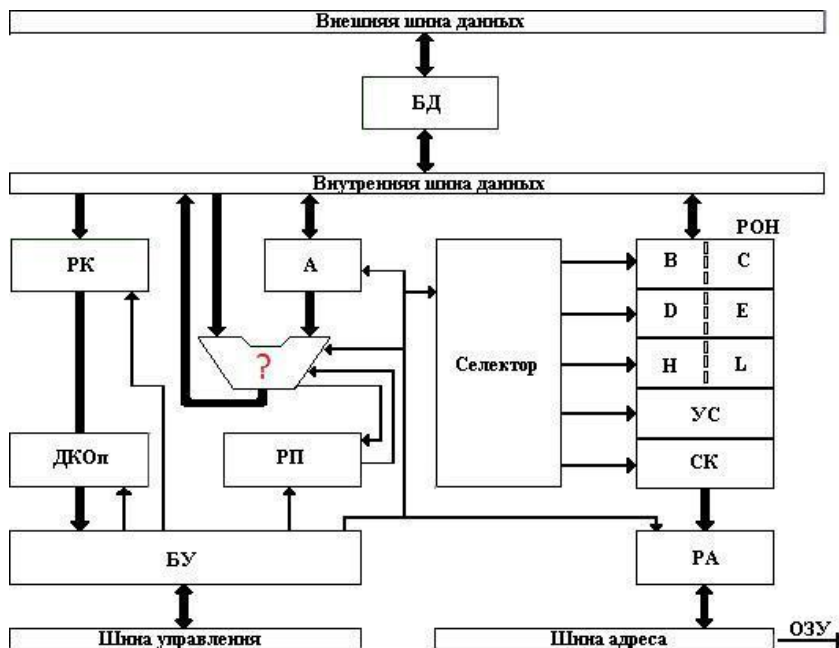 Внешняя шина данных
БД
Внутренняя шина данных
РОН
РК
А
Селектор
B
C
D
E
?
H
L
УС
ДКОп
РП
СК
БУ
РА
Шина управления
Шина адреса
ОЗУ